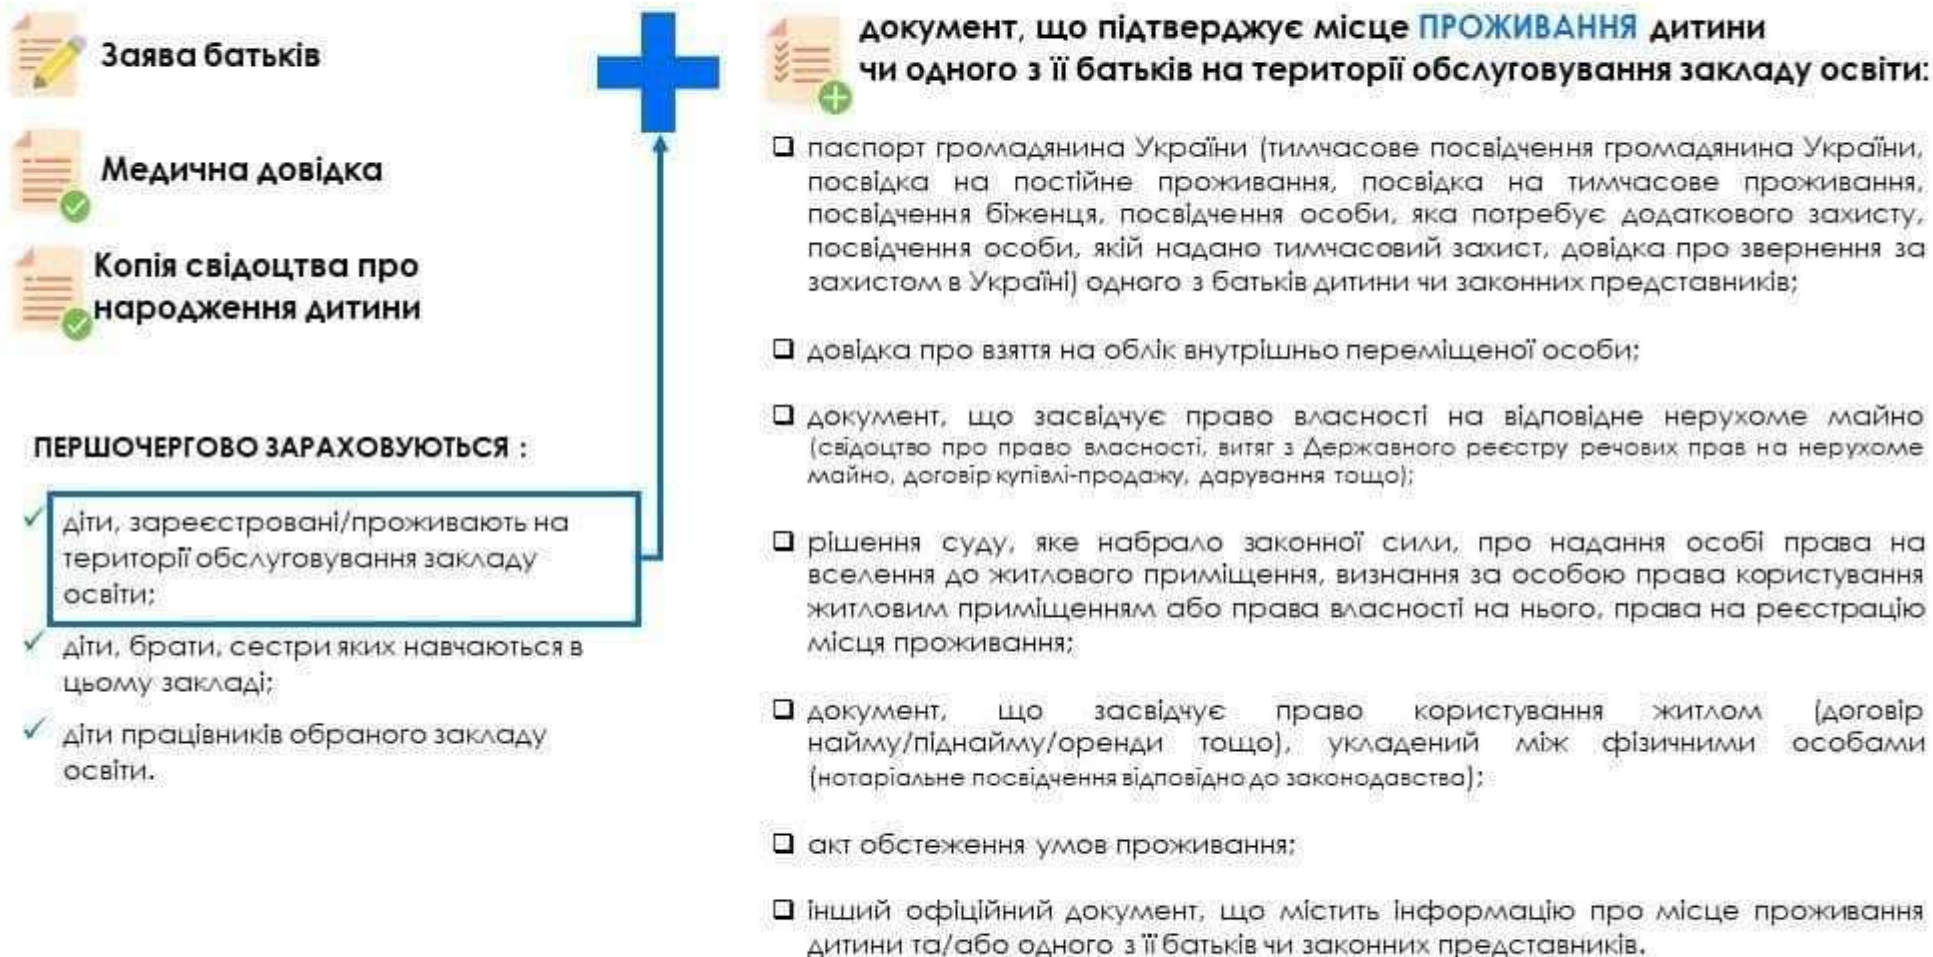 Заява батьків
Медична довідка
Копія свідоцтва про
народження дитини
ПЕРШОЧЕРГОВО ЗАРАХОВУЮТЬСЯ :
діти, зареєстровані/проживають на
території обслуговування закладу
освіти;
діти, брати, сестри яких навчаються в
цьому закладі;
діти працівників обраного закладу
освіти.
документ, що підтверджує місце ПРОЖИВАННЯ дитини
чи одного з її батьків на території обслуговування закладу освіти:
паспорт громадянина України (тимчасове посвідчення громадянина України,
посвідка на постійне проживання, посвідка на тимчасове проживання,
посвідчення біженця, посвідчення особи, яка потребує додаткового захисту,
посвідчення особи, якій надано тимчасовий захист, довідка про звернення за
захистом в Україні) одного з батьків дитини чи законних представників;
довідка про взяття на облік внутрішньо переміщеної особи;
документ, що засвідчує право власності на відповідне нерухоме майно
(свідоцтво про право власності, витяг з Державного реєстру речових прав на нерухоме
майно, договір купівлі-продажу, дарування тощо);
рішення суду, яке набрало законної сили, про надання особі права на
вселення до житлового приміщення, визнання за особою права користування
житловим приміщенням або права власності на нього, права на реєстрацію
місця проживання;
документ, що засвідчує право користування житлом (договір
найму/піднайму/оренди тощо), укладений між фізичними особами
(нотаріальне посвідчення відповідно до законодавства);
акт обстеження умов проживання;
інший офіційний документ, що містить інформацію про місце проживання
дитини та/або одного з її батьків чи законних представників.